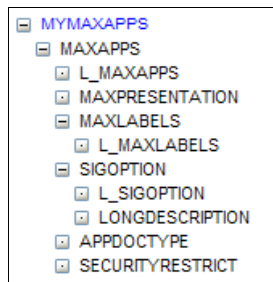 MYMAXAPPS
MAXAPPS
L_MAXAPPS
MAXPRESENTATION
MAXLABELS
L_MAXLABELS
SIGOPTION
L_SIGOPTION
LONGDESCRIPTION
APPDOCTYPE
SECURITYRESTRICT